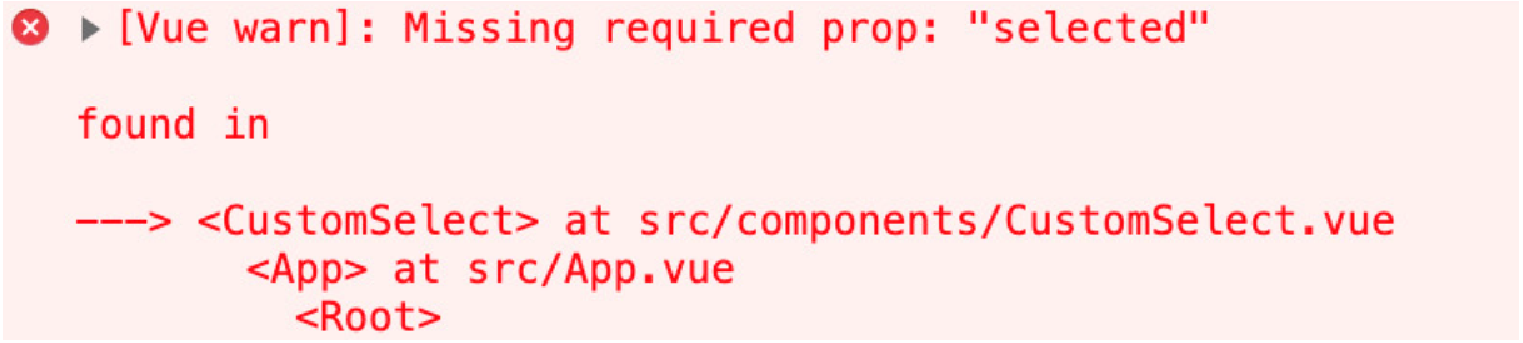 [Vue warn]: Missing required prop: "selected"
found in
---> <CustomSelect> at src/components/CustomSelect.vue
<App> at src/App.vue
<Root>